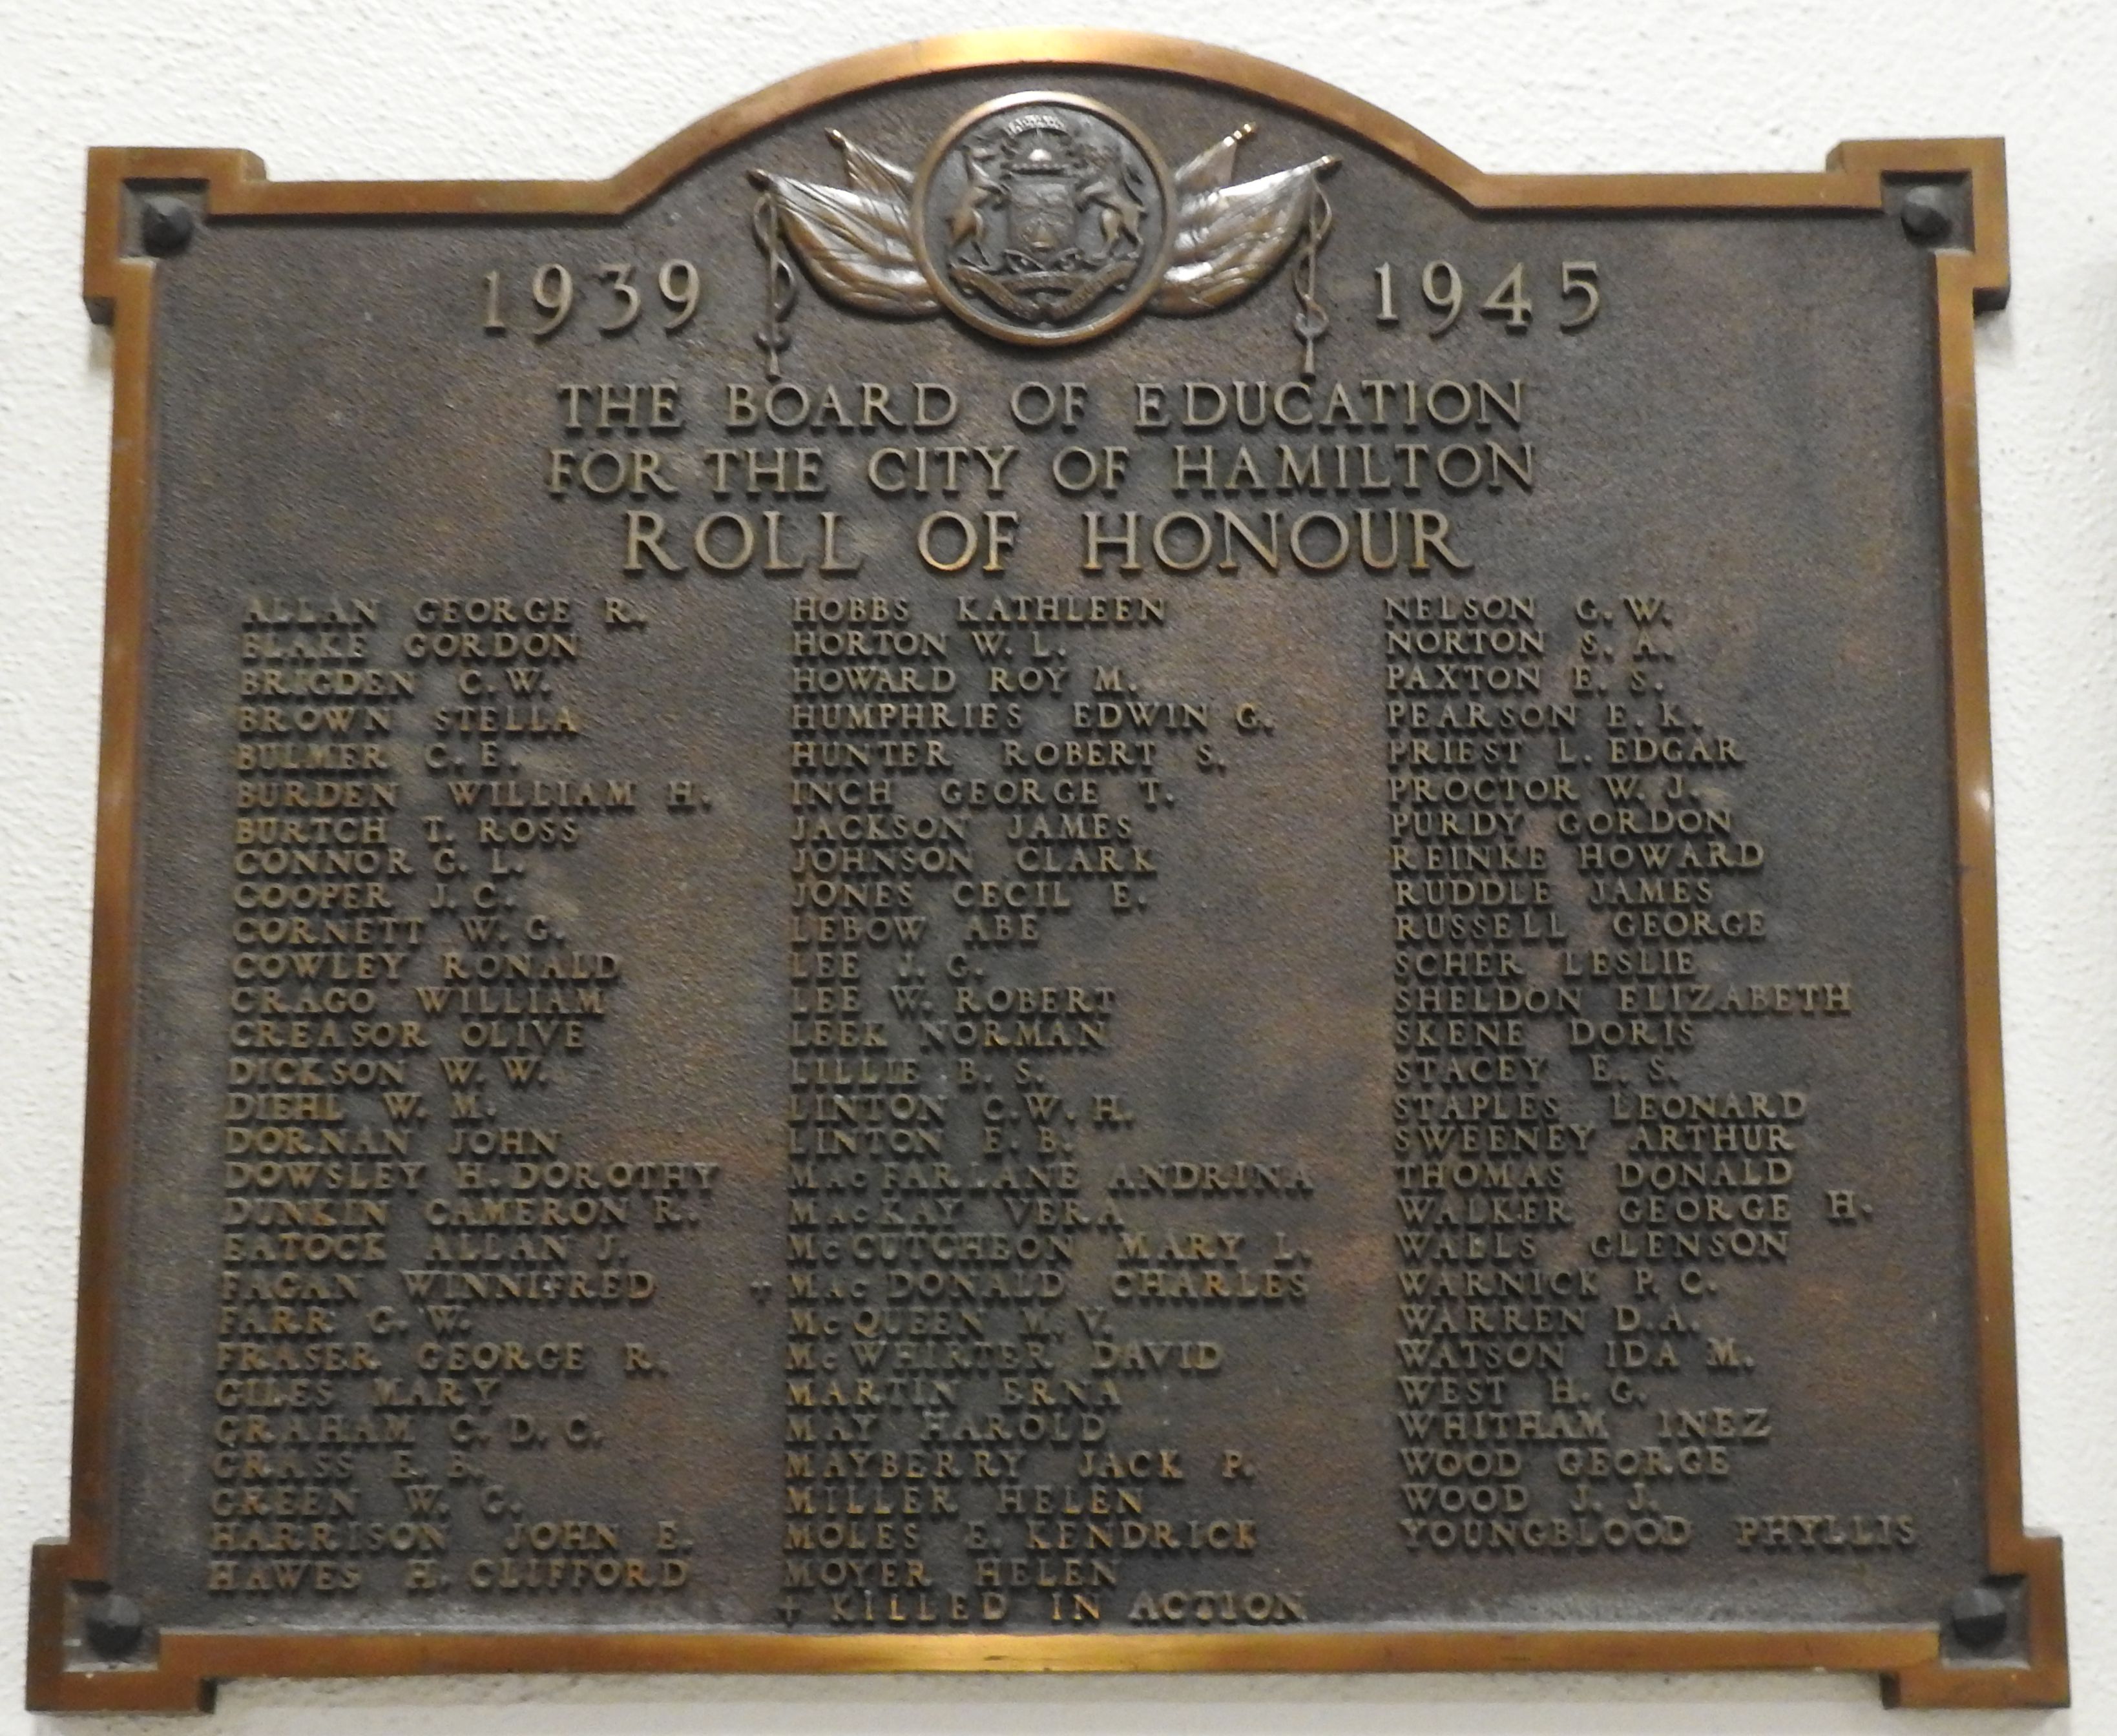 1939 1945
THE BOARD OF EDUCATION
FOR THE CITY OF HAMILTON
ROLL OF HONOUR
ALLAN GEORGE R.
BLAKE GORDON
BRIGDEN C. W.
BROWN STELLA
BULMER C. E.
BURDEN WILLIAM H.
BURTCH T. ROSS
CONNOR G. L.
COOPER J. C.
CORNETT W. G.
COWLEY RONALD
CRAGO WILLIAM
CREASOR OLIVE
DICKSON W. W.
DIEHL W. M.
DORNAN JOHN
DOWSLEY H. DOROTHY
DUNKIN CAMERON R.
EATOCK ALLAN J.
FAGAN WINNIFRED
FARR G. W.
FRASER GEORGE R.
GILES MARY
GRAHAM C. D. C.
GRASS E. B.
GREEN W. G.
HARRISON JOHN E.
HAWES H. CLIFFORD
HOBBS KATHLEEN
HORTON W. L.
HOWARD ROY M.
HUMPHRIES EDWIN G.
HUNTER ROBERT S.
INCH GEORGE T.
JACKSON JAMES
JOHNSON CLARK
JONES CECIL E.
LEBOW ABE
LEE J. G.
LEE W. ROBERT
LEEK NORMAN
LILLIE B. S.
LINTON C. W. H.
LINTON E. B.
MacFARLANE ANDRINA
MacKAY VERA
McCUTCHEON MARY L.
+ MacDONALD CHARLES
McQUEEN M. V.
McWHIRTER DAVID
MARTIN ERNA
MAY HAROLD
MAYBERRY JACK P.
MILLER HELEN
MOLES E. KENDRICK
MOYER HELEN
+ KILLED IN ACTION
NELSON G. W.
NORTON S. A.
PAXTON E. S.
PEARSON E. K.
PRIEST L. EDGAR
PROCTOR W. J.
PURDY GORDON
REINKE HOWARD
RUDDLE JAMES
RUSSELL GEORGE
SCHER LESLIE
SHELDON ELIZABETH
SKENE DORIS
STACEY E. S.
STAPLES LEONARD
SWEENEY ARTHUR
THOMAS DONALD
WALKER GEORGE H.
WALLS GLENSON
WARNICK P. C.
WARREN D. A.
WATSON IDA M.
WEST H. G.
WHITHAM INEZ
WOOD GEORGE
WOOD J. J.
YOUNGBLOOD PHYLLIS